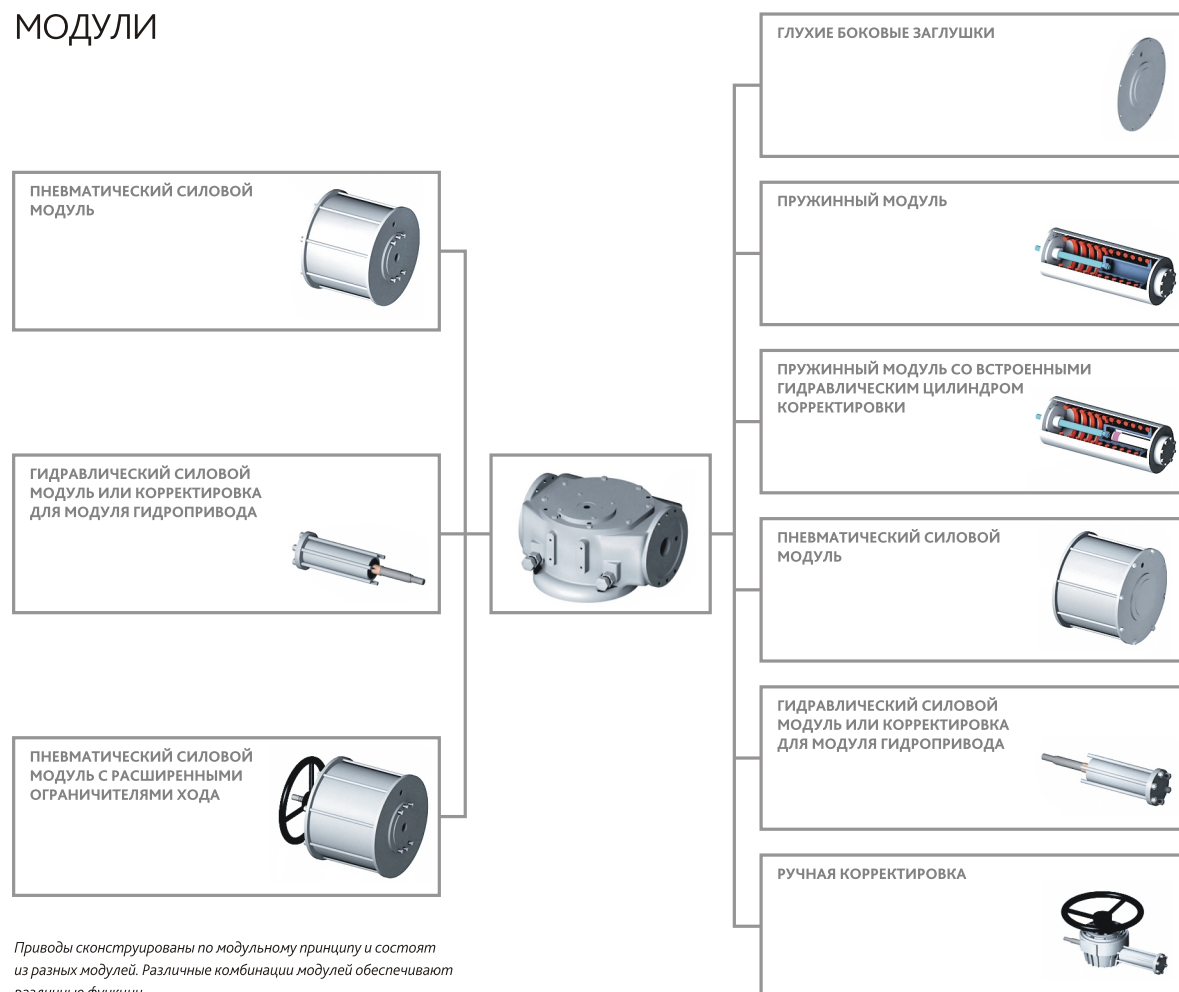 МОДУЛИ
ПНЕВМАТИЧЕСКИЙ СИЛОВОЙ
МОДУЛЬ
ГИДРАВЛИЧЕСКИЙ СИЛОВОЙ
МОДУЛЬ ИЛИ КОРРЕКТИРОВКА
ДЛЯ МОДУЛЯ ГИДРОПРИВОДА
ПНЕВМАТИЧЕСКИЙ СИЛОВОЙ
МОДУЛЬ С РАСШИРЕННЫМИ
ОГРАНИЧИТЕЛЯМИ ХОДА
ГЛУХИЕ БОКОВЫЕ ЗАГЛУШКИ
ПРУЖИННЫЙ МОДУЛЬ
ПРУЖИННЫЙ МОДУЛЬ СО ВСТРОЕННЫМИ
ГИДРАВЛИЧЕСКИМ ЦИЛИНДРОМ
КОРРЕКТИРОВКИ
ПНЕВМАТИЧЕСКИЙ СИЛОВОЙ
МОДУЛЬ
ГИДРАВЛИЧЕСКИЙ СИЛОВОЙ
МОДУЛЬ ИЛИ КОРРЕКТИРОВКА
ДЛЯ МОДУЛЯ ГИДРОПРИВОДА
РУЧНАЯ КОРРЕКТИРОВКА
Приводы сконструированы по модульному принципу и состоят
из разных модулей. Различные комбинации модулей обеспечивают
различные функции